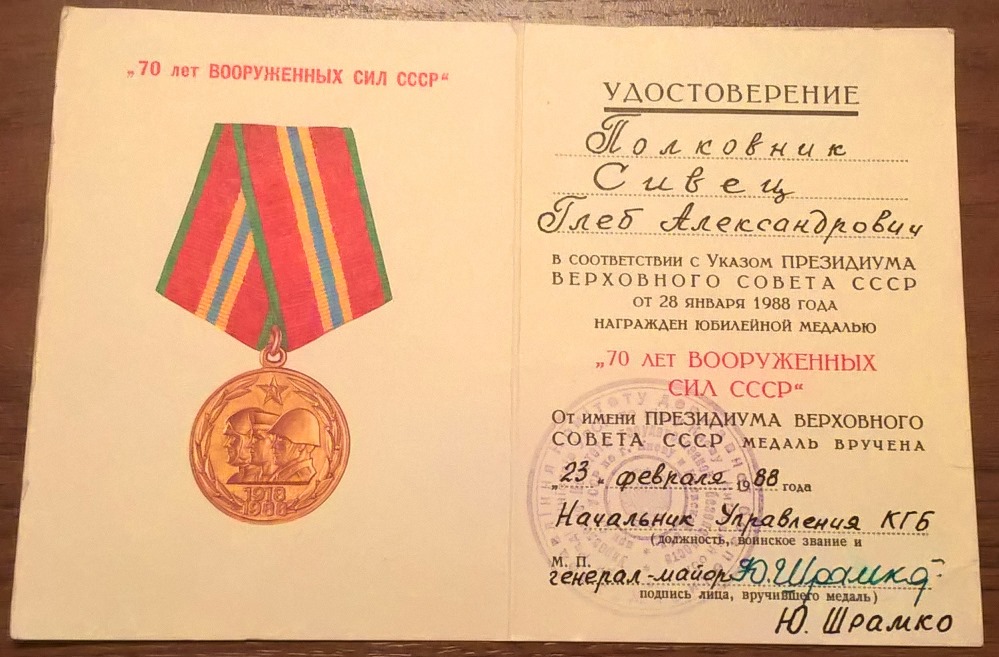 „70 лет ВООРУЖЕННЫХ СИЛ СССР“
1918
1988
УДОСТОВЕРЕНИЕ
Полковник
Сивец
Глеб Александрович
В СООТВЕТСТВИИ С УКАЗОМ ПРЕЗИДИУМА
ВЕРХОВНОГО СОВЕТА СССР
ОТ 28 ЯНВАРЯ 1988 ГОДА
НАГРАЖДЕН ЮБИЛЕЙНОЙ МЕДАЛЬЮ
„70 ЛЕТ ВООРУЖЕННЫХ
СИЛ СССР“
ОТ ИМЕНИ ПРЕЗИДИУМА ВЕРХОВНОГО
СОВЕТА СССР МЕДАЛЬ ВРУЧЕНА
„23“ февраля 1988 года
Начальник Управления КГБ
(должность, воинское звание и
М. П.
генерал-майор Ю. Шрамко
подпись лица, вручившего медаль)
Ю. Шрамко